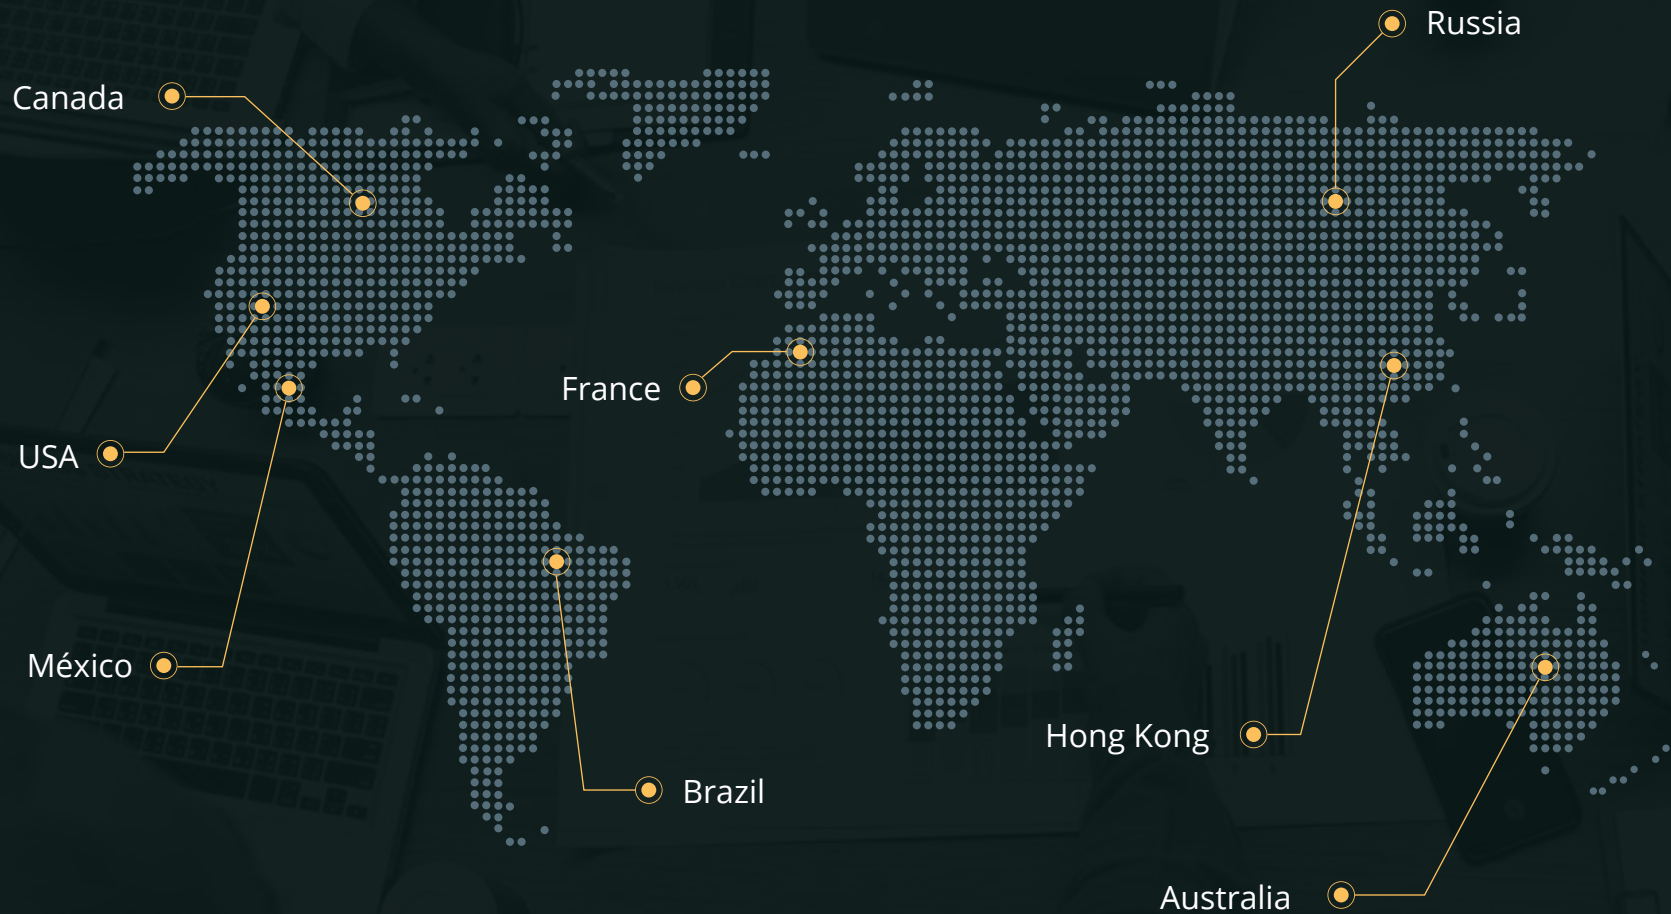 Russia
Canada
France
USA
México
Hong Kong
Brazil
Australia